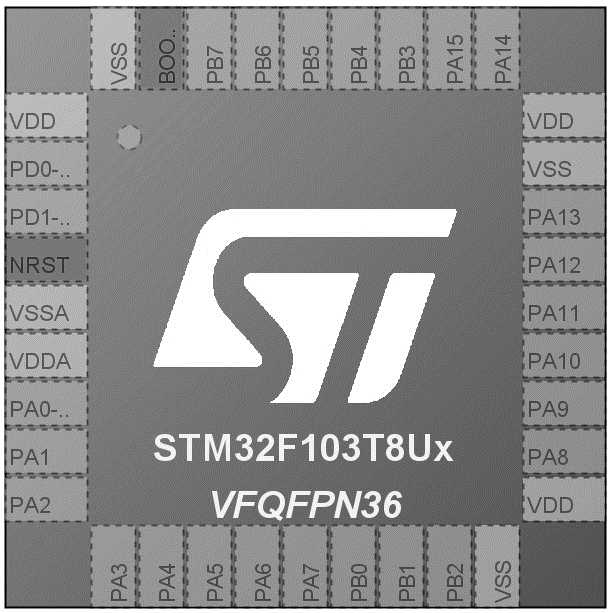 VSS
BOO..
PB7
PB6
PB5
PB4
PB3
PA15
PA14
VDD
PD0-..
PD1-..
NRST
VSSA
VDDA
PA0-..
PA1
PA2
VDD
VSS
PA13
PA12
PA11
PA10
PA9
PA8
VDD
ST
STM32F103T8Ux
VFQFPN36
PA3
PA4
PA5
PA6
PA7
PB0
PB1
PB2
VSS